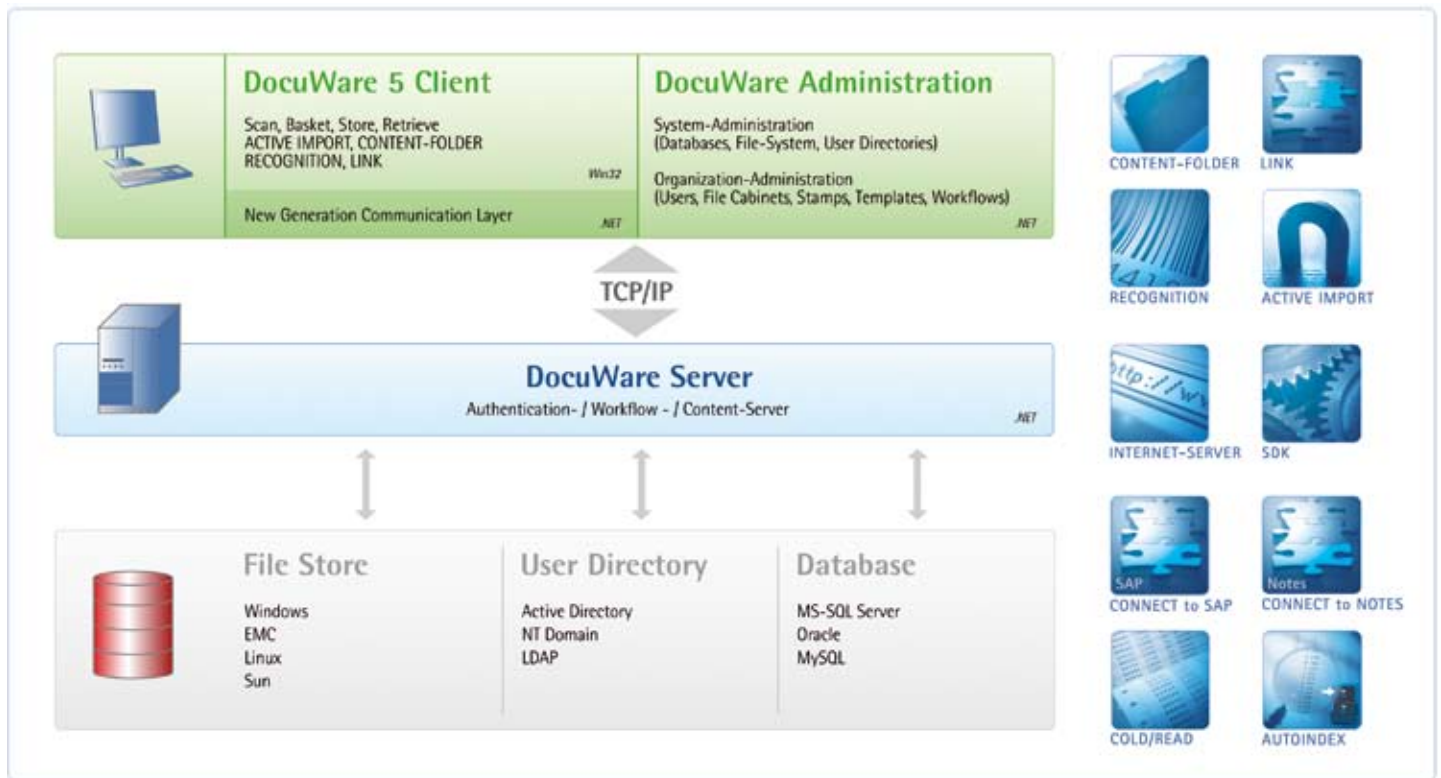 DocuWare 5 Client
Scan, Basket, Store, Retrieve
ACTIVE IMPORT, CONTENT-FOLDER
RECOGNITION, LINK
Win32
New Generation Communication Layer
.NET
DocuWare Administration
System-Administration
(Databases, File-System, User Directories)
Organization-Administration
(Users, File Cabinets, Stamps, Templates, Workflows)
.NET
TCP/IP
DocuWare Server
Authentication- / Workflow - / Content-Server
.NET
File Store
Windows
EMC
Linux
Sun
User Directory
Active Directory
NT Domain
LDAP
Database
MS-SQL Server
Oracle
MySQL
CONTENT-FOLDER
LINK
RECOGNITION
ACTIVE IMPORT
http://w
INTERNET-SERVER
SDK
SAP
CONNECT to SAP
Notes
CONNECT to NOTES
COLD/READ
AUTOINDEX